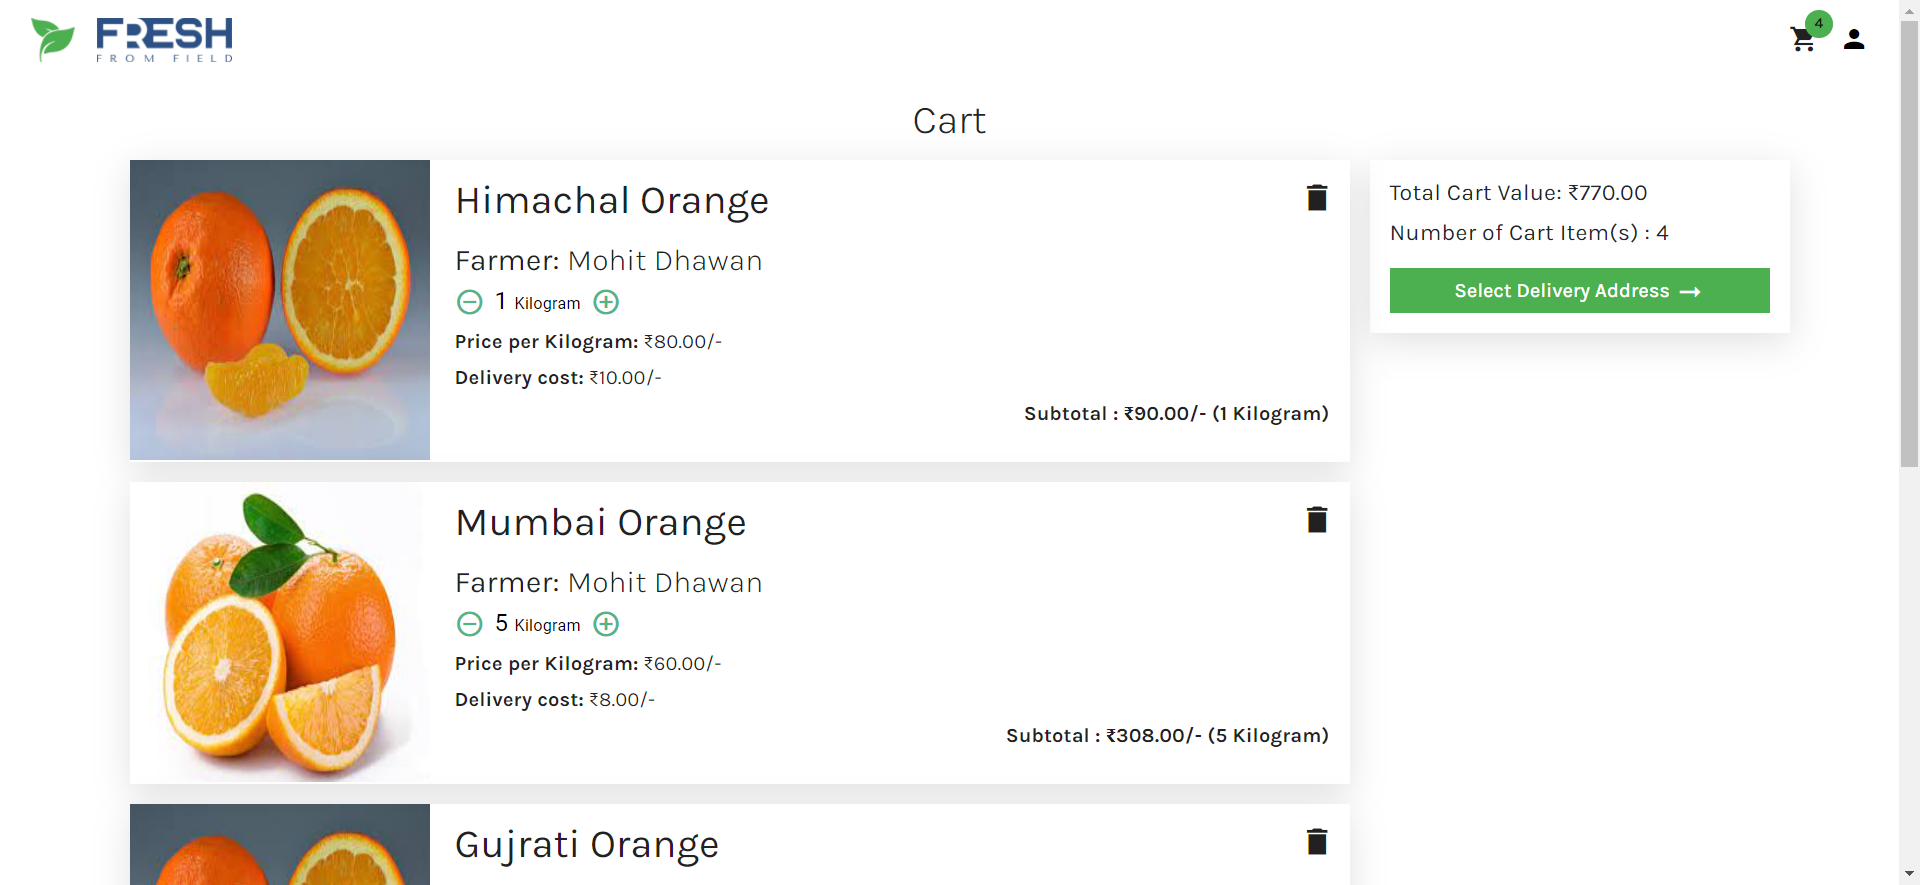 FRESH
FROM FIELD
4
Cart
Himachal Orange
Farmer: Mohit Dhawan
1 Kilogram
Price per Kilogram: ₹80.00/-
Delivery cost: ₹10.00/-
Subtotal : ₹90.00/- (1 Kilogram)
Total Cart Value: ₹770.00
Number of Cart Item(s) : 4
Select Delivery Address →
Mumbai Orange
Farmer: Mohit Dhawan
5 Kilogram
Price per Kilogram: ₹60.00/-
Delivery cost: ₹8.00/-
Subtotal : ₹308.00/- (5 Kilogram)
Gujrati Orange